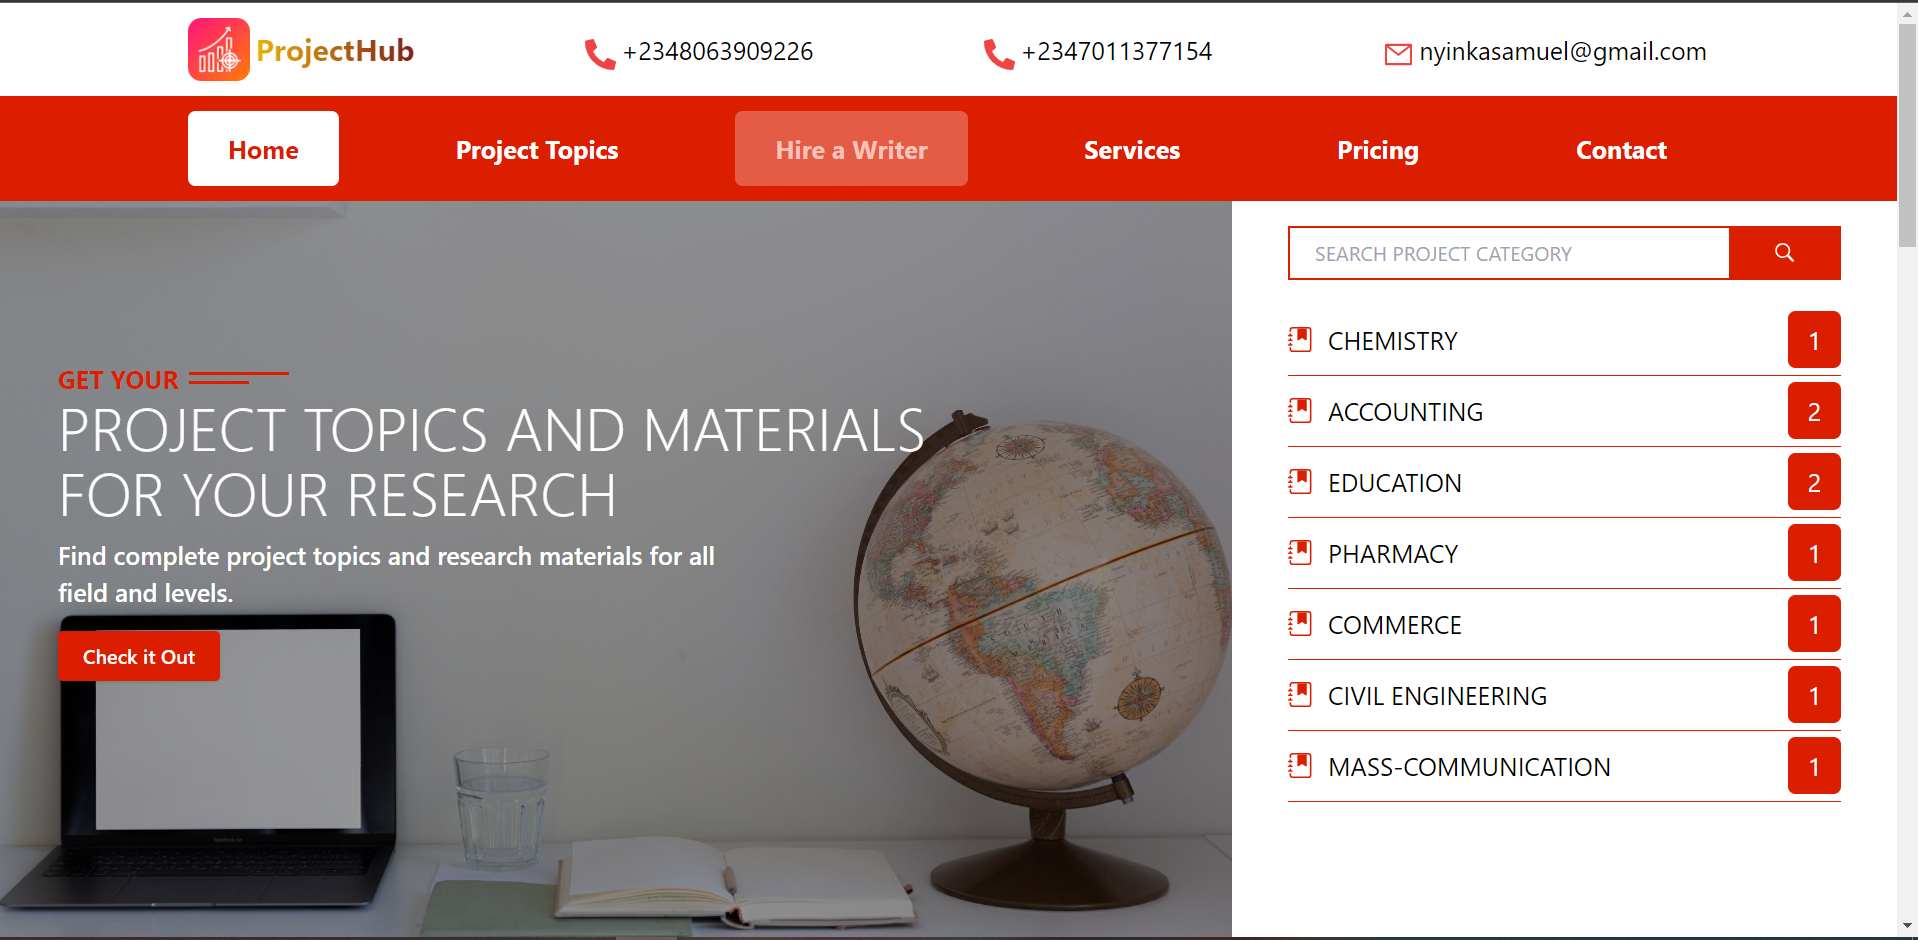 ProjectHub
+2348063909226
+2347011377154
nyinkasamuel@gmail.com
Home
Project Topics
Hire a Writer
Services
Pricing
Contact
GET YOUR
PROJECT TOPICS AND MATERIALS
FOR YOUR RESEARCH
Find complete project topics and research materials for all
field and levels.
Check it Out
SEARCH PROJECT CATEGORY
CHEMISTRY 1
ACCOUNTING 2
EDUCATION 2
PHARMACY 1
COMMERCE 1
CIVIL ENGINEERING 1
MASS-COMMUNICATION 1